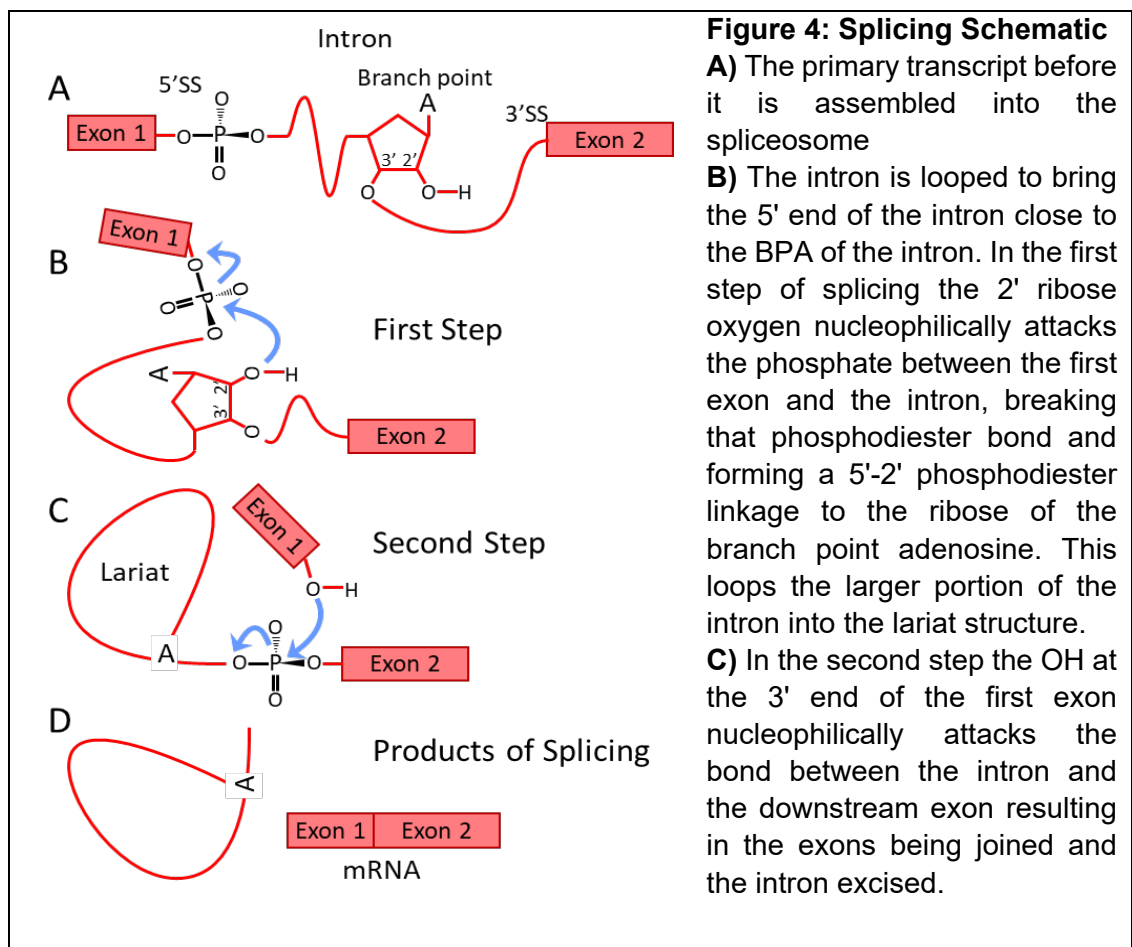 Intron
A
5'SS
Branch point
A
3'SS
O
Exon 1
O
P
O
O
3' 2'
O
O
H
Exon 2
B
Exon 1
O
O
P
O
O
First Step
A
2'
3'
O
H
O
Exon 2
C
Lariat
A
Exon 1
O
H
Second Step
O
O
P
O
O
Exon 2
D
A
Products of Splicing
Exon 1
Exon 2
mRNA
Figure 4: Splicing Schematic
A) The primary transcript before
it is assembled into the
spliceosome
B) The intron is looped to bring
the 5' end of the intron close to
the BPA of the intron. In the first
step of splicing the 2' ribose
oxygen nucleophilically attacks
the phosphate between the first
exon and the intron, breaking
that phosphodiester bond and
forming a 5'-2' phosphodiester
linkage to the ribose of the
branch point adenosine. This
loops the larger portion of the
intron into the lariat structure.
C) In the second step the OH at
the 3' end of the first exon
nucleophilically attacks the
bond between the intron and
the downstream exon resulting
in the exons being joined and
the intron excised.